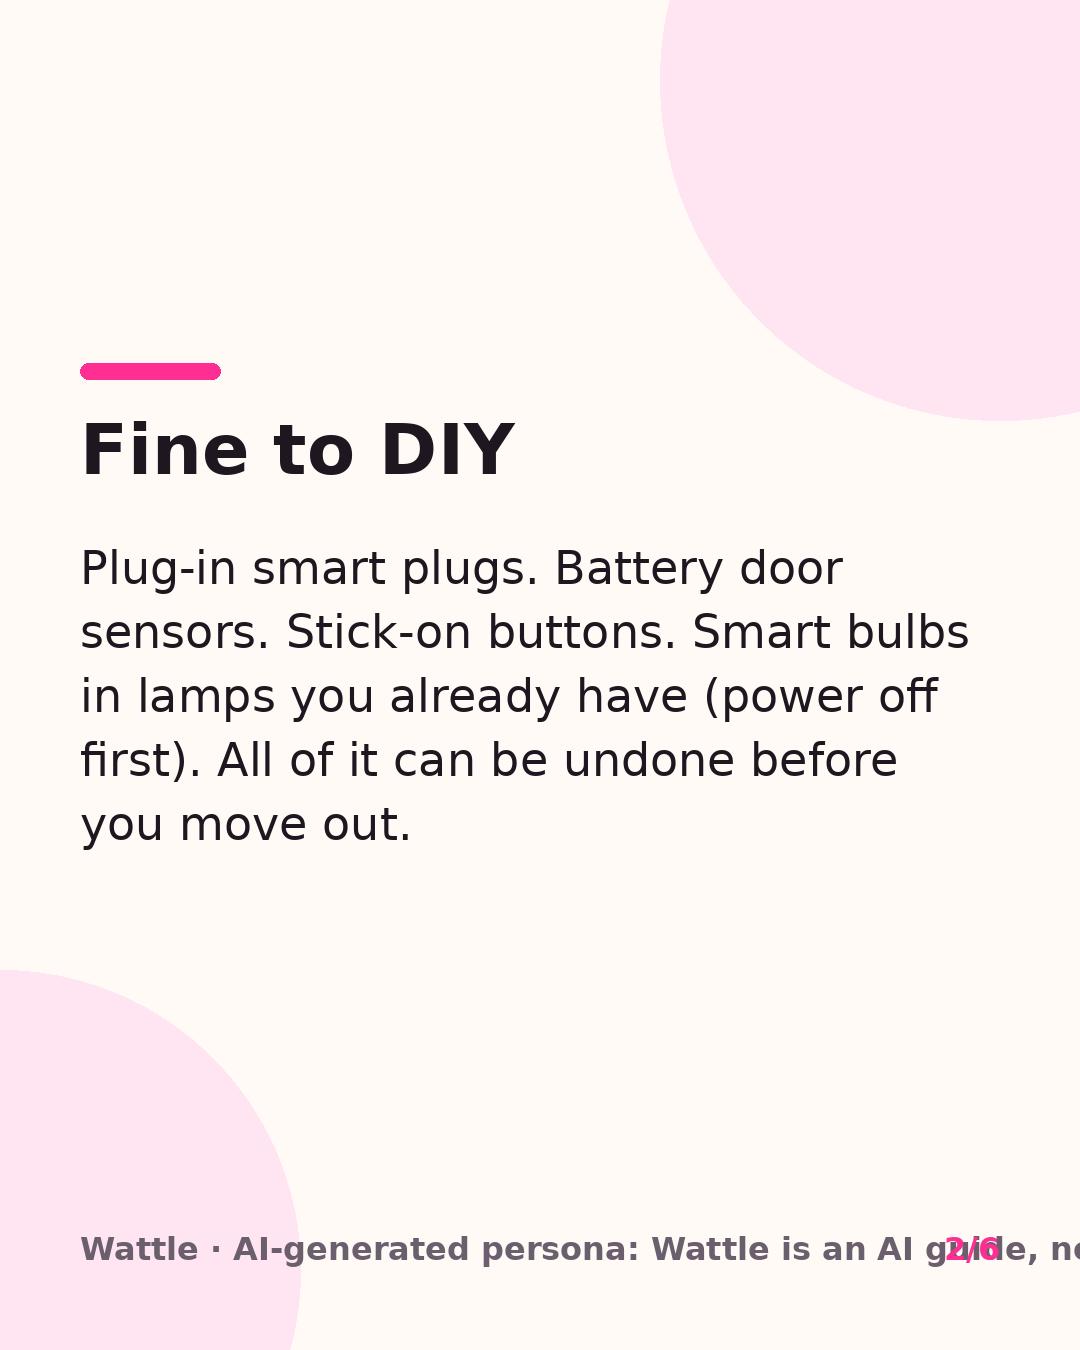 Fine to DIY
Plug-in smart plugs. Battery door
sensors. Stick-on buttons. Smart bulbs
in lamps you already have (power off
first). All of it can be undone before
you move out.
Wattle · AI-generated persona: Wattle is an AI guide,
2/6